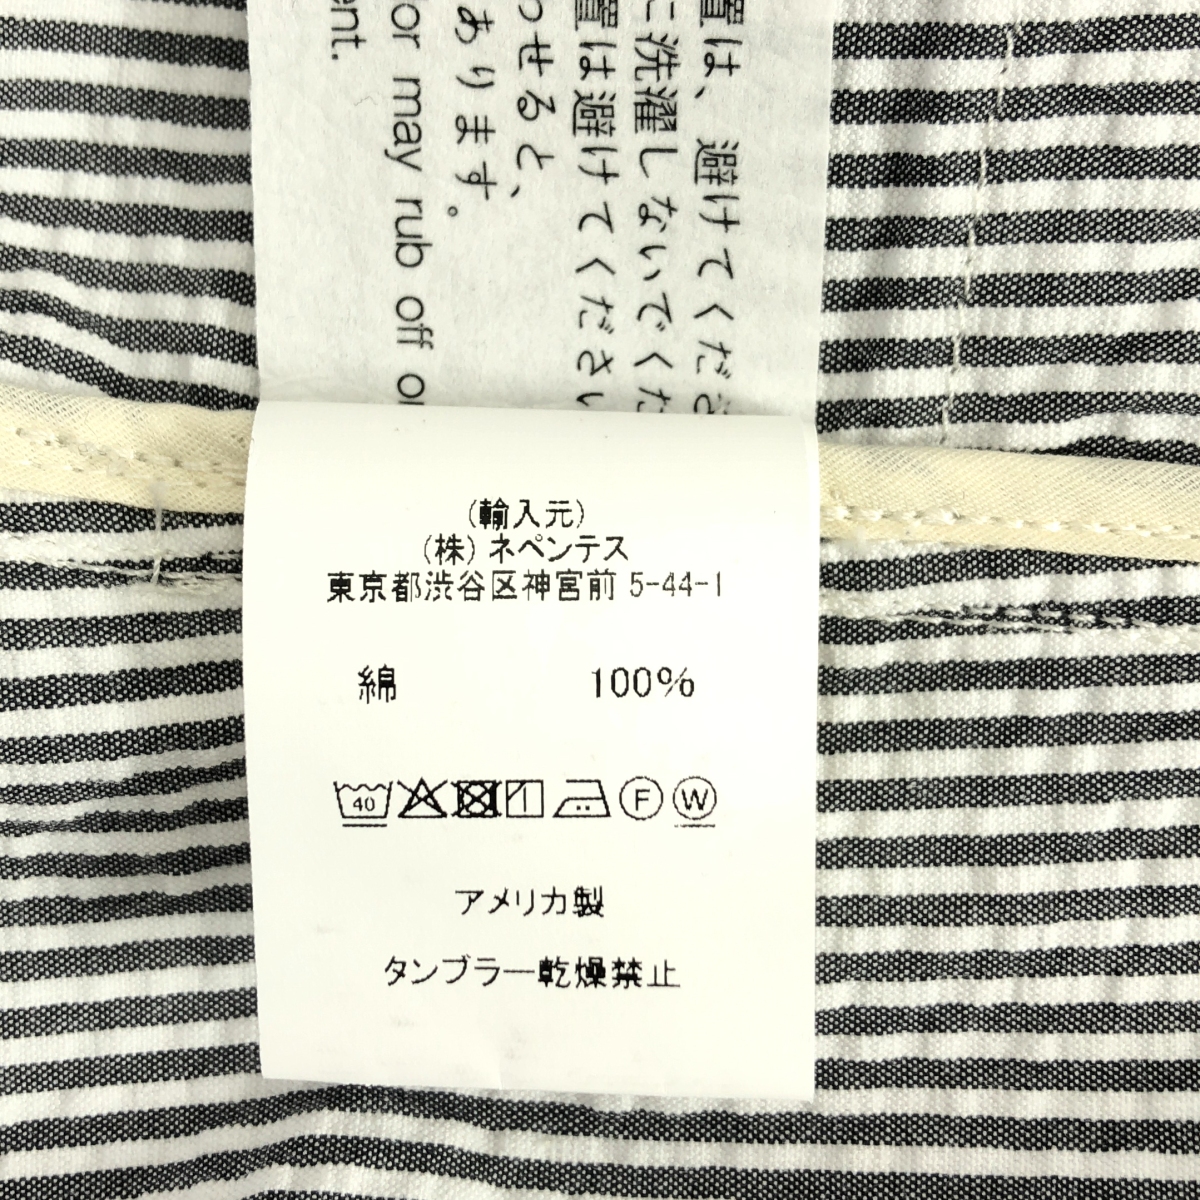 置は、避けてくださ
に洗濯しないでくだ
置は避けてください
っせると、
あります。
or may rub off o
ent.
(輸入元)
(株) ネペンテス
東京都渋谷区神宮前 5-44-1
綿 100%
40 F W
アメリカ製
タンブラー乾燥禁止